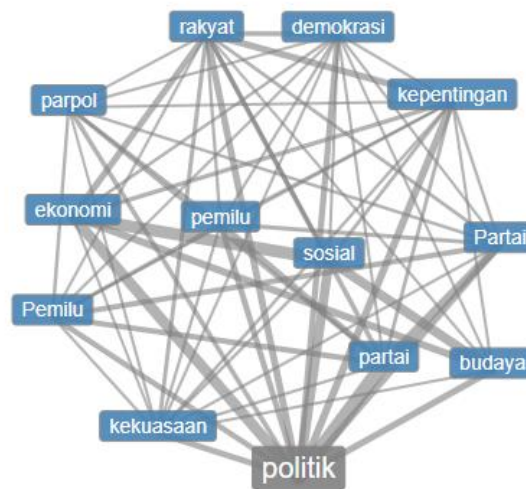 rakyat
demokrasi
parpol
kepentingan
ekonomi
pemilu
Partai
sosial
Pemilu
partai
budaya
kekuasaan
politik